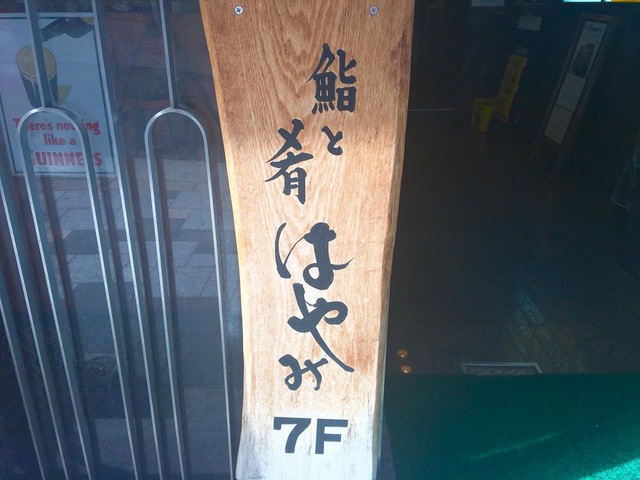 鮨と肴
はやみ
7F
There's nothing
like a
GUINNESS